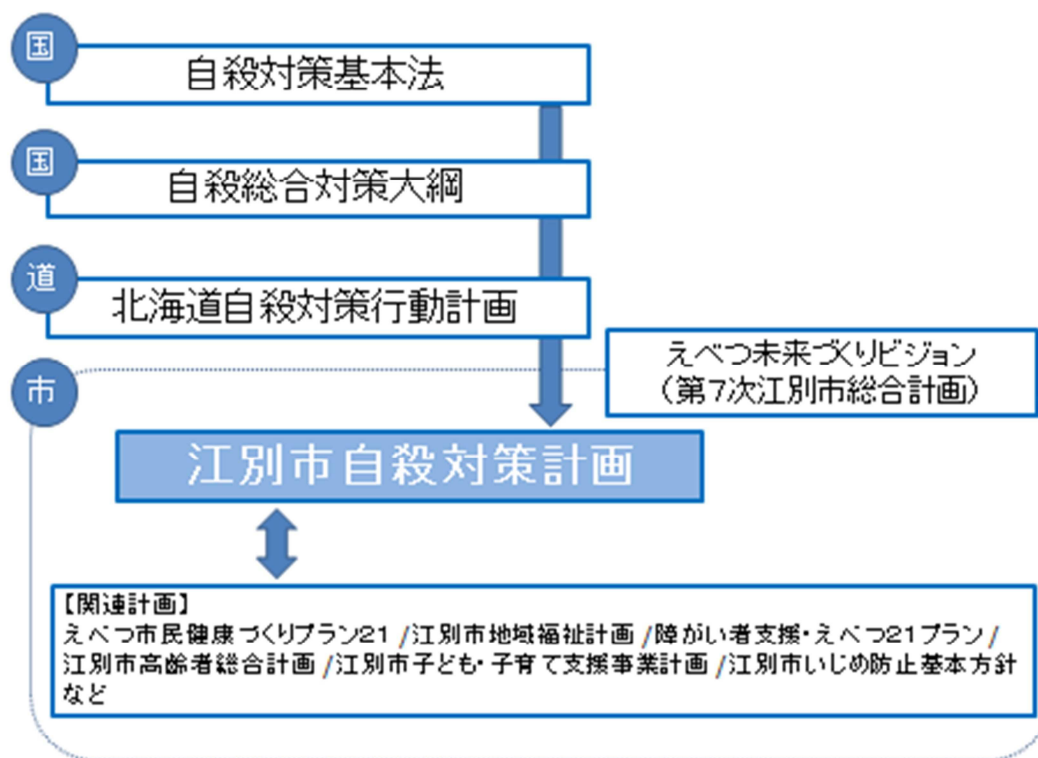 国
自殺対策基本法
国
自殺総合対策大綱
道
北海道自殺対策行動計画
えべつ未来づくりビジョン
(第7次江別市総合計画)
市
江別市自殺対策計画
【関連計画】
えべつ市民健康づくりプラン21 /江別市地域福祉計画 /障がい者支援・えべつ21プラン/
江別市高齢者総合計画 /江別市子ども・子育て支援事業計画 /江別市いじめ防止基本方針
など